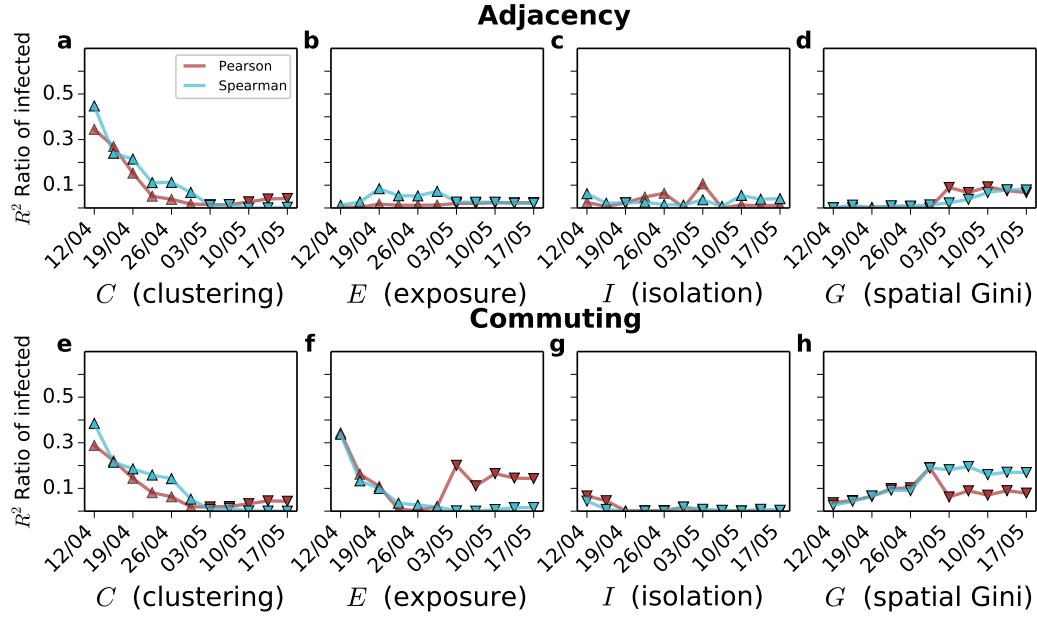 Adjacency
a b c d
R² Ratio of infected
0.5
0.3
0.1
Pearson
Spearman
12/04 19/04 26/04 03/05 10/05 17/05 12/04 19/04 26/04 03/05 10/05 17/05 12/04 19/04 26/04 03/05 10/05 17/05 12/04 19/04 26/04 03/05 10/05 17/05
C (clustering) E (exposure) I (isolation) G (spatial Gini)
Commuting
e f g h
R² Ratio of infected
0.5
0.3
0.1
12/04 19/04 26/04 03/05 10/05 17/05 12/04 19/04 26/04 03/05 10/05 17/05 12/04 19/04 26/04 03/05 10/05 17/05 12/04 19/04 26/04 03/05 10/05 17/05
C (clustering) E (exposure) I (isolation) G (spatial Gini)